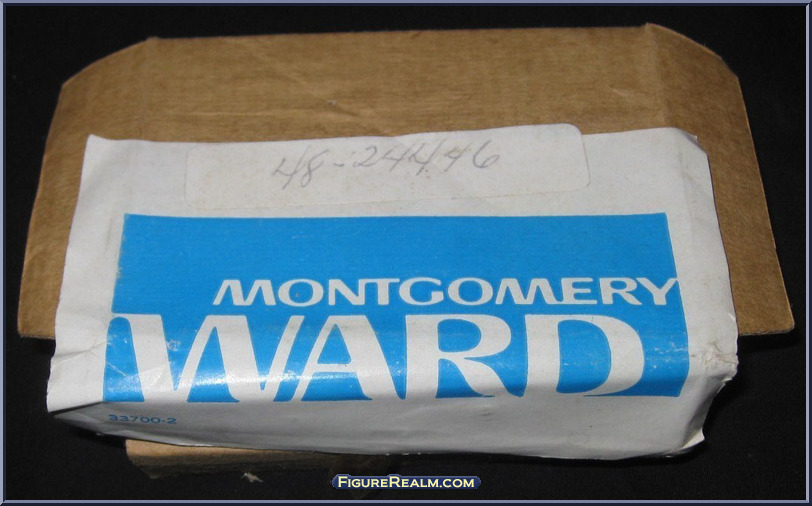 48-24446
MONTGOMERY
WARD
33700-2
FIGUREREALM.COM